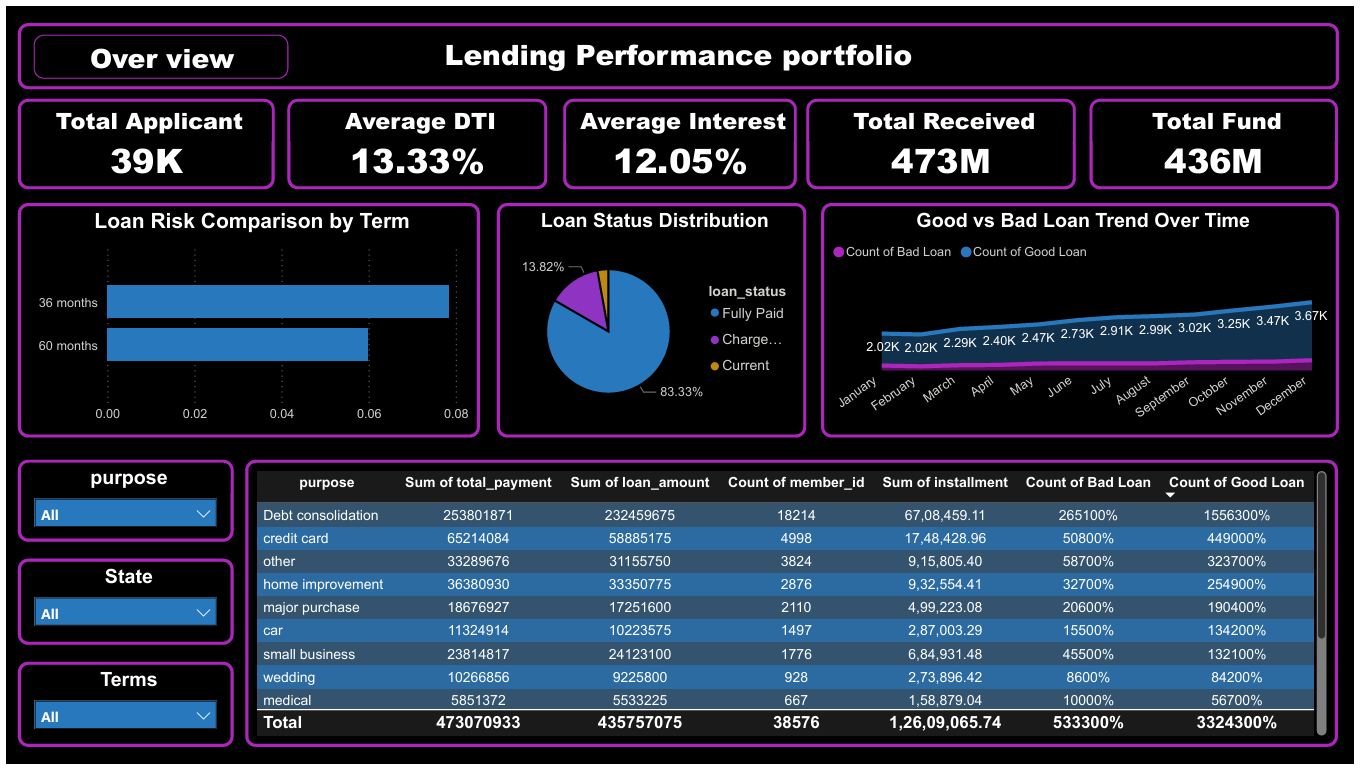 Over view
Lending Performance portfolio
Total Applicant
39K
Average DTI
13.33%
Average Interest
12.05%
Total Received
473M
Total Fund
436M
Loan Risk Comparison by Term
36 months
60 months
0.00 0.02 0.04 0.06 0.08
Loan Status Distribution
13.82%
83.33%
loan_status
Fully Paid
Charge...
Current
Good vs Bad Loan Trend Over Time
Count of Bad Loan Count of Good Loan
2.02K 2.02K 2.29K 2.40K 2.47K 2.73K 2.91K 2.99K 3.02K 3.25K 3.47K 3.67K
January February March April May June July August September October November December
purpose
All
State
All
Terms
All
purpose Sum of total_payment Sum of loan_amount Count of member_id Sum of installment Count of Bad Loan Count of Good Loan
Debt consolidation 253801871 232459675 18214 67,08,459.11 265100% 1556300%
credit card 65214084 58885175 4998 17,48,428.96 50800% 449000%
other 33289676 31155750 3824 9,15,805.40 58700% 323700%
home improvement 36380930 33350775 2876 9,32,554.41 32700% 254900%
major purchase 18676927 17251600 2110 4,99,223.08 20600% 190400%
car 11324914 10223575 1497 2,87,003.29 15500% 134200%
small business 23814817 24123100 1776 6,84,931.48 45500% 132100%
wedding 10266856 9225800 928 2,73,896.42 8600% 84200%
medical 5851372 5533225 667 1,58,879.04 10000% 56700%
Total 473070933 435757075 38576 1,26,09,065.74 533300% 3324300%